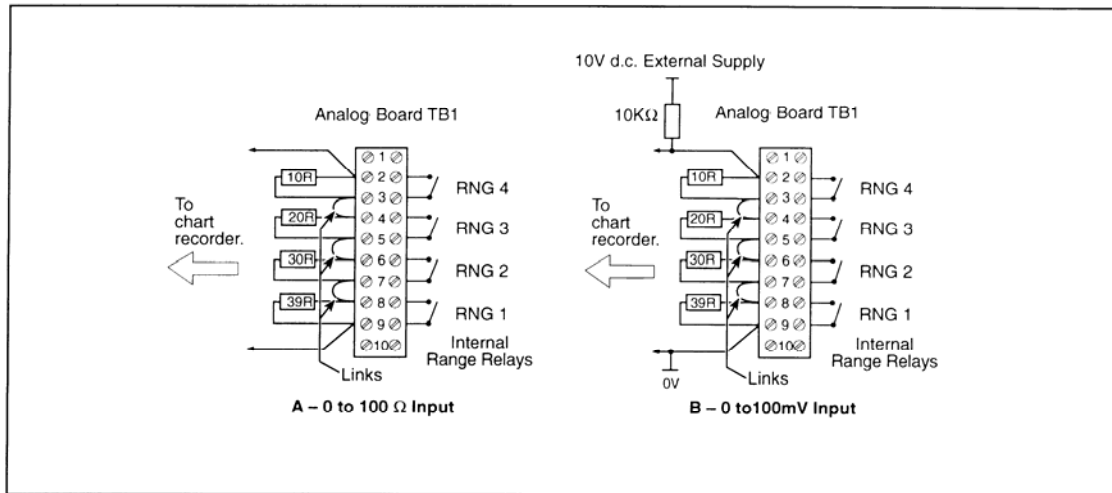 10V d.c. External Supply
10KΩ
Analog Board TB1
1
2
3
4
5
6
7
8
9
10
10R
20R
30R
39R
RNG 4
RNG 3
RNG 2
RNG 1
To
chart
recorder.
Internal
Range Relays
Links
A – 0 to 100 Ω Input
Analog Board TB1
1
2
3
4
5
6
7
8
9
10
10R
20R
30R
39R
RNG 4
RNG 3
RNG 2
RNG 1
To
chart
recorder.
Internal
Range Relays
Links
0V
B – 0 to100mV Input